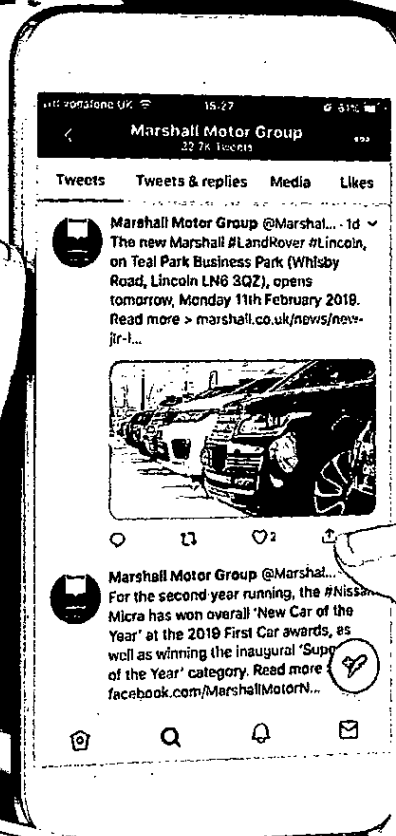 vodafone UK 15:27 61%
Marshall Motor Group
22.7K Tweets
Tweets Tweets & replies Media Likes
Marshall Motor Group @Marshal... · 1d
The new Marshall #LandRover #Lincoln,
on Teal Park Business Park (Whisby
Road, Lincoln LN6 3QZ), opens
tomorrow, Monday 11th February 2019.
Read more > marshall.co.uk/news/new-
jlr-l...
2
Marshall Motor Group @Marshal...
For the second year running, the #Nissan
Micra has won overall 'New Car of the
Year' at the 2019 First Car awards, as
well as winning the inaugural
of the Year' category. Read more
facebook.com/MarshallMotorN...